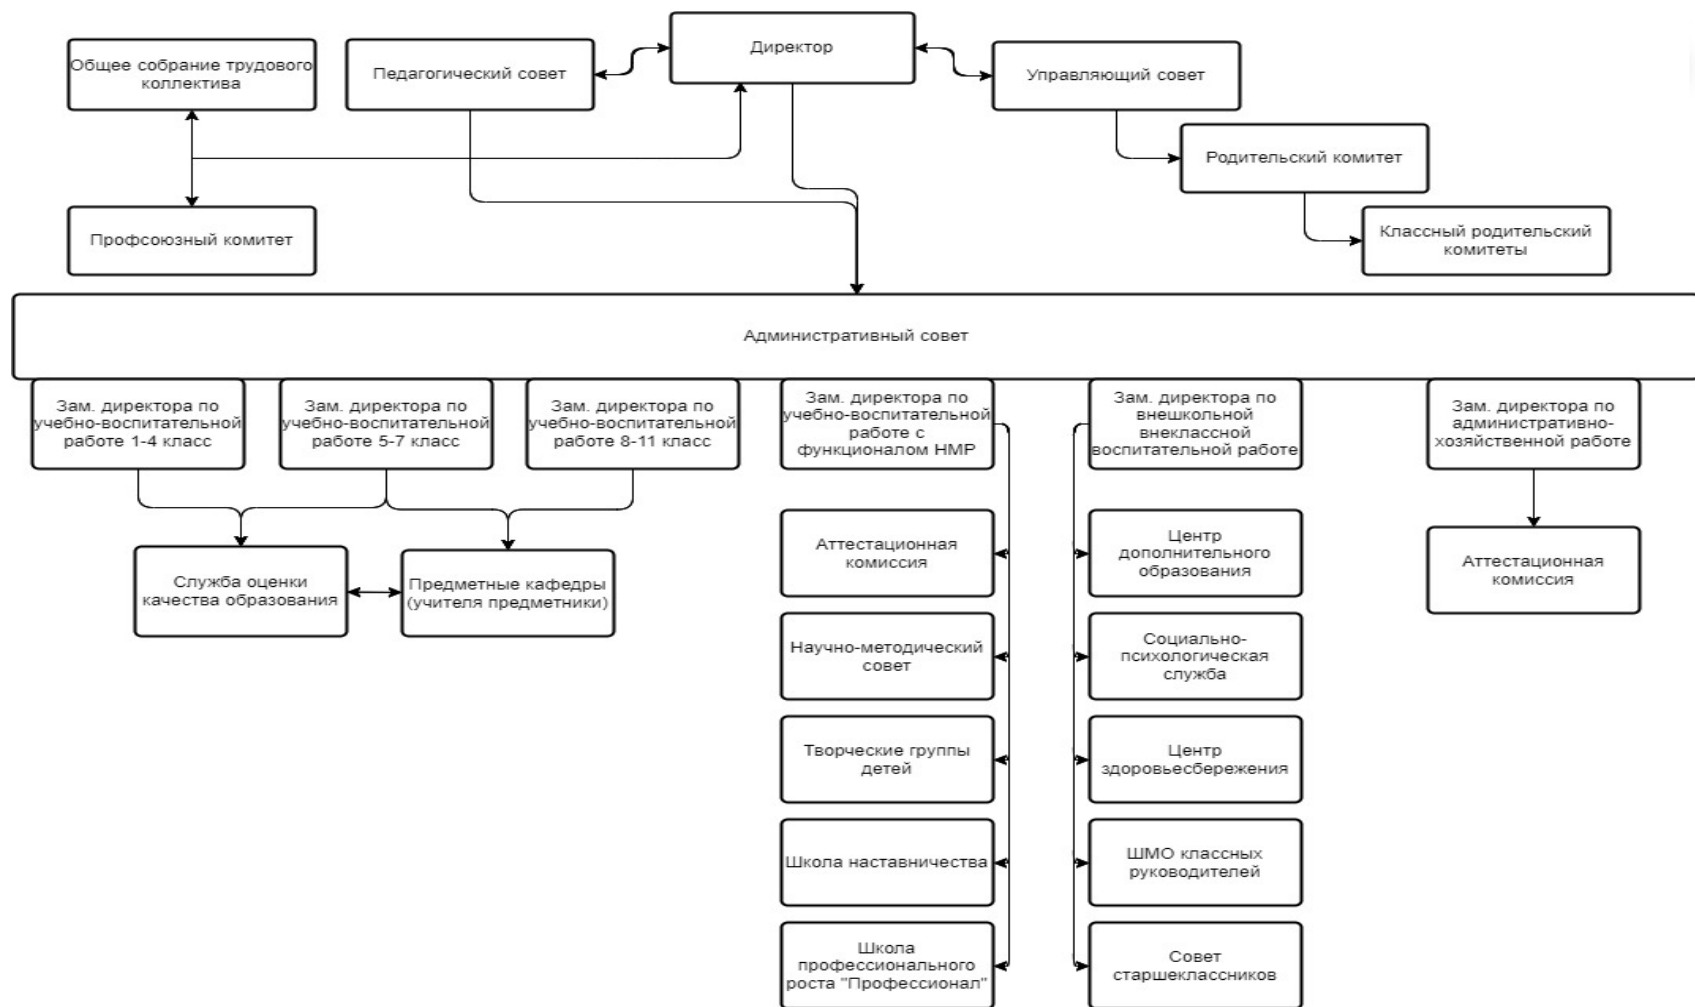 Директор
Общее собрание трудового
коллектива
Педагогический совет
Управляющий совет
Родительский комитет
Профсоюзный комитет
Классный родительский
комитеты
Административный совет
Зам. директора по
учебно-воспитательной
работе 1-4 класс
Зам. директора по
учебно-воспитательной
работе 5-7 класс
Зам. директора по
учебно-воспитательной
работе 8-11 класс
Зам. директора по
учебно-воспитательной
работе с
функционалом НМР
Зам. директора по
внешкольной
внеклассной
воспитательной работе
Зам. директора по
административно-
хозяйственной работе
Служба оценки
качества образования
Предметные кафедры
(учителя предметники)
Аттестационная
комиссия
Научно-методический
совет
Творческие группы
детей
Школа наставничества
Школа
профессионального
роста "Профессионал"
Центр
дополнительного
образования
Социально-
психологическая
служба
Центр
здоровьесбережения
ШМО классных
руководителей
Совет
старшеклассников
Аттестационная
комиссия